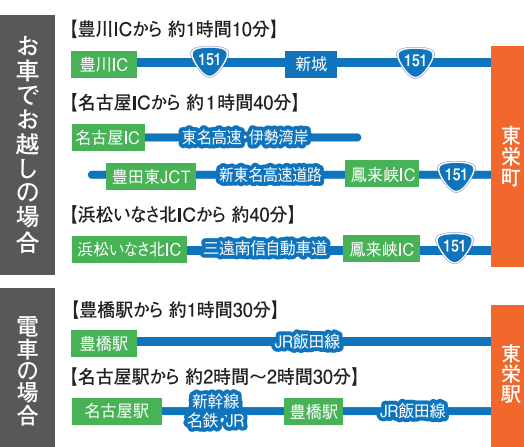 お車でお越しの場合
【豊川ICから 約1時間10分】
豊川IC 151 新城 151
【名古屋ICから 約1時間40分】
名古屋IC 東名高速・伊勢湾岸
豊田東JCT 新東名高速道路 鳳来峡IC 151
【浜松いなさ北ICから 約40分】
浜松いなさ北IC 三遠南信自動車道 鳳来峡IC 151
東栄町
電車の場合
【豊橋駅から 約1時間30分】
豊橋駅 JR飯田線
【名古屋駅から 約2時間〜2時間30分】
名古屋駅 新幹線 名鉄・JR 豊橋駅 JR飯田線
東栄駅